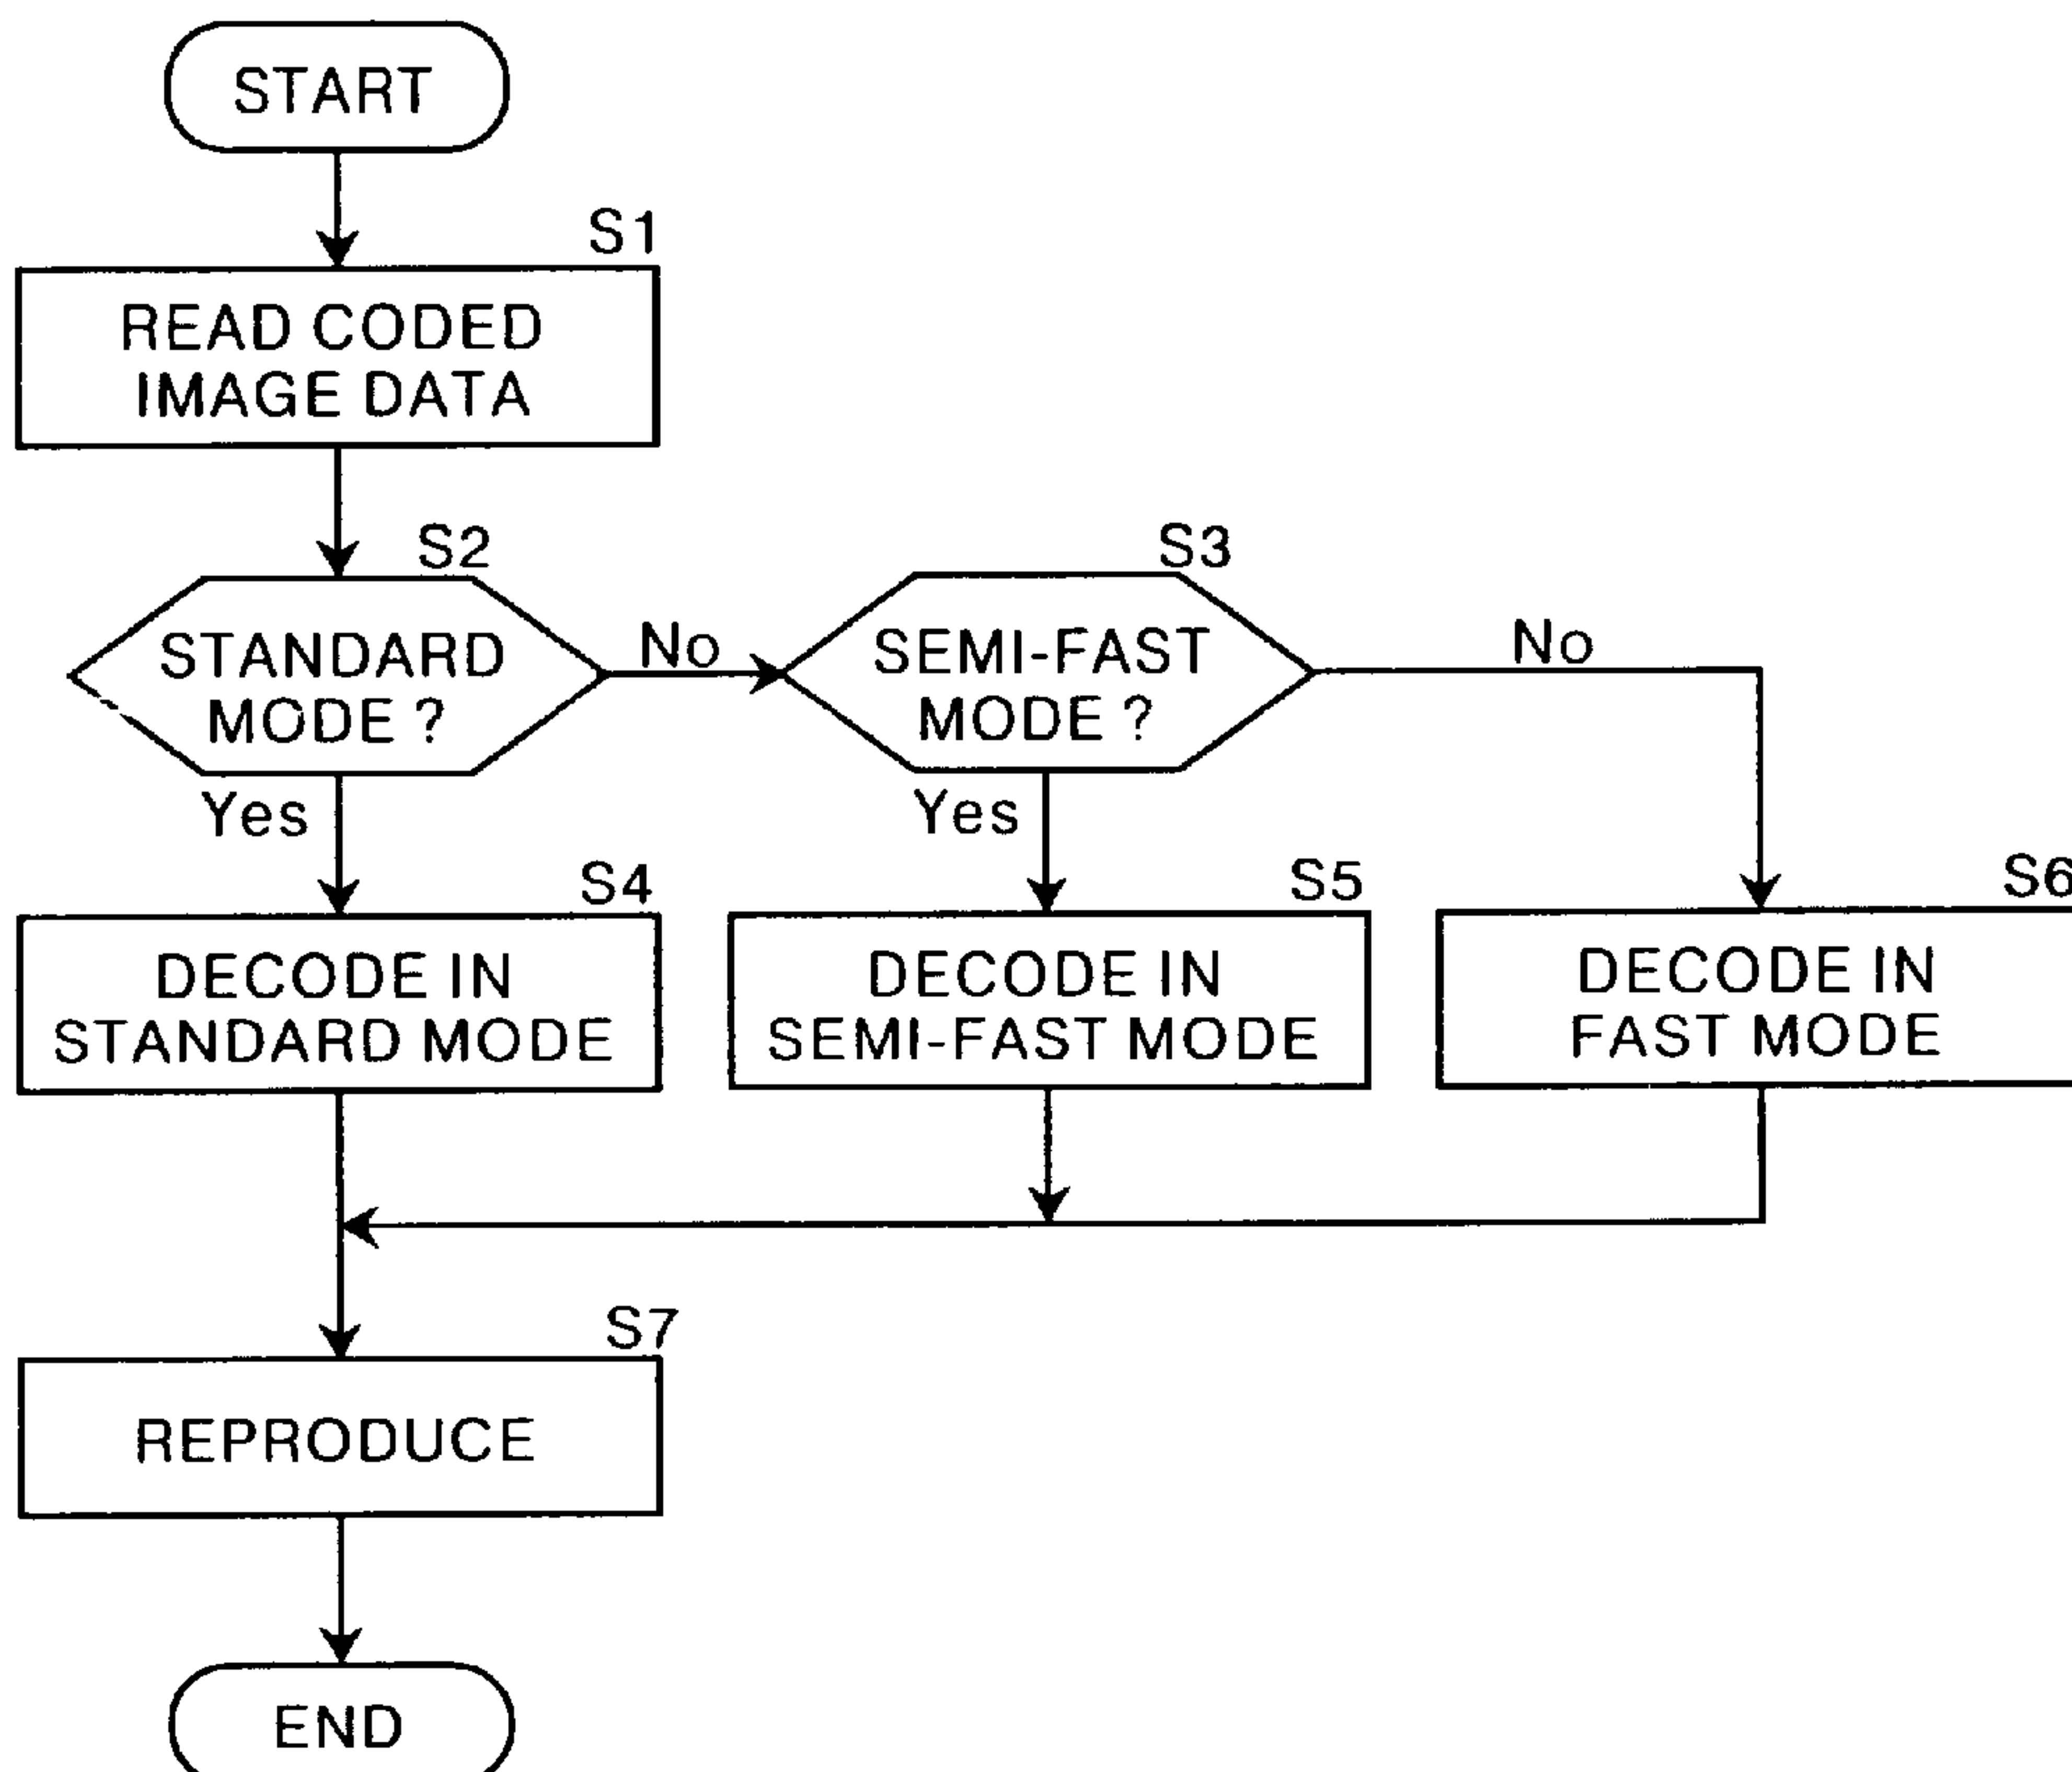 START
S1
READ CODED
IMAGE DATA
S2
STANDARD
MODE ?
No
S3
SEMI-FAST
MODE ?
No
Yes
Yes
S4
DECODE IN
STANDARD MODE
S5
DECODE IN
SEMI-FAST MODE
S6
DECODE IN
FAST MODE
S7
REPRODUCE
END